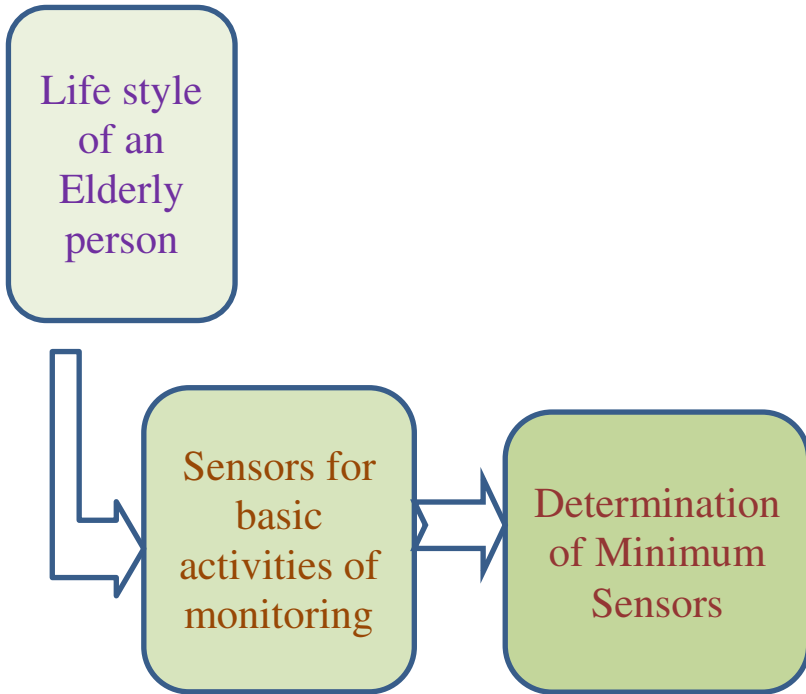 Life style
of an
Elderly
person
Sensors for
basic
activities of
monitoring
Determination
of Minimum
Sensors